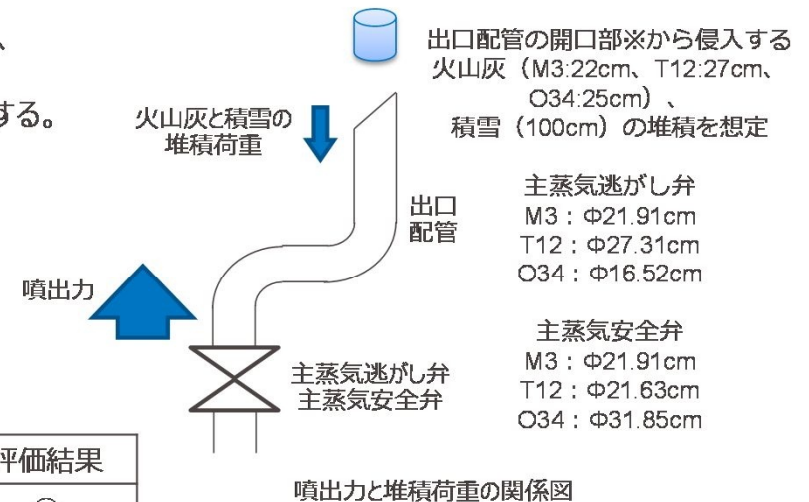 、
する。
出口配管の開口部※から侵入する
火山灰（M3:22cm、T12:27cm、
O34:25cm）、
積雪（100cm）の堆積を想定
火山灰と積雪の
堆積荷重
出口
配管
主蒸気逃がし弁
M3：Φ21.91cm
T12：Φ27.31cm
O34：Φ16.52cm
噴出力
主蒸気逃がし弁
主蒸気安全弁
主蒸気安全弁
M3：Φ21.91cm
T12：Φ21.63cm
O34：Φ31.85cm
評価結果
噴出力と堆積荷重の関係図